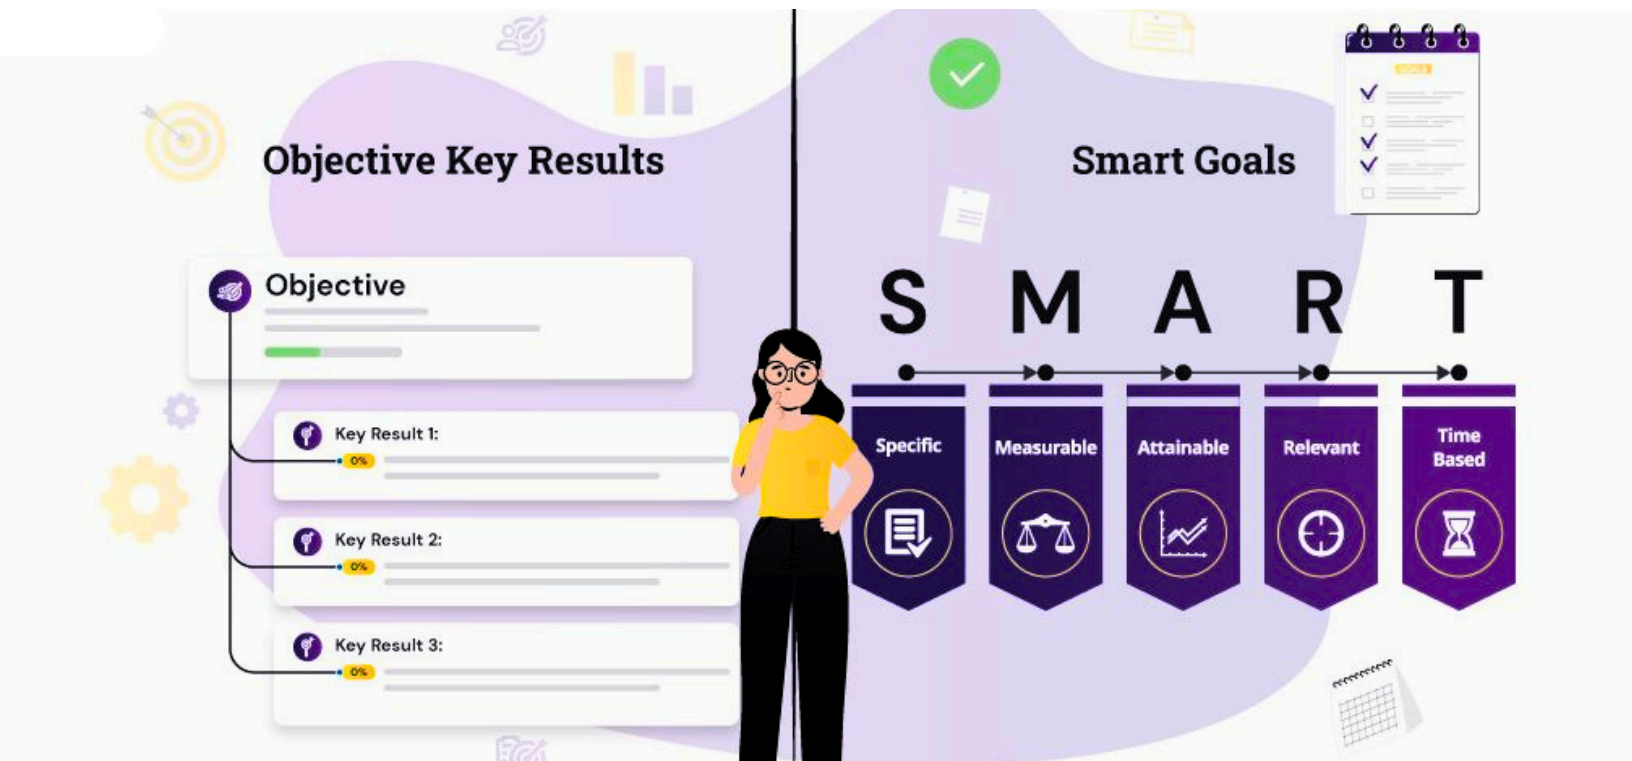 Objective Key Results
Objective
Key Result 1:
0%
Key Result 2:
0%
Key Result 3:
0%
Smart Goals
GOALS
S M A R T
Specific
Measurable
Attainable
Relevant
Time
Based